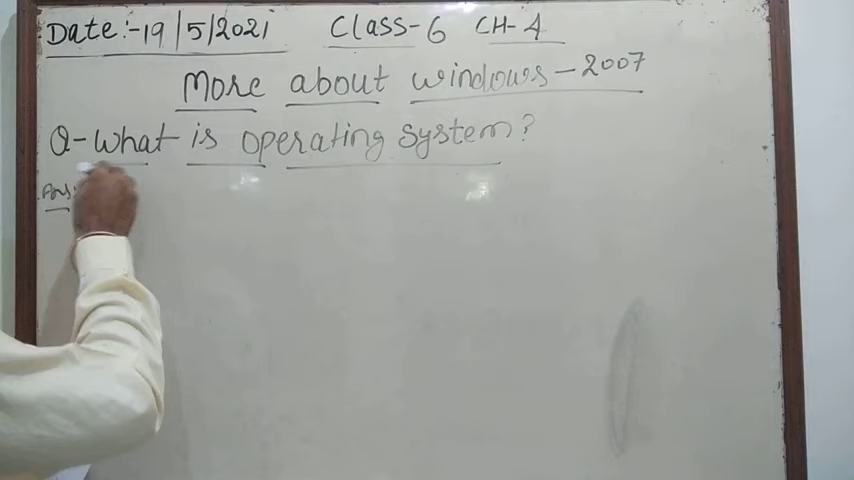 Date:-19/5/2021 Class-6 CH-4
More about windows-2007
Q-What is operating system?
Ans: